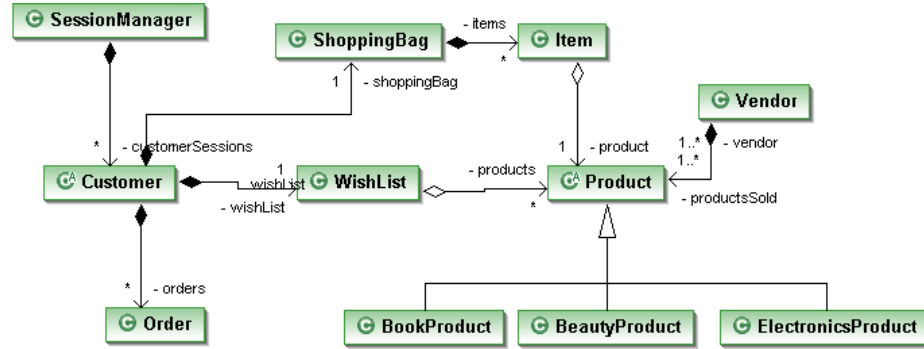 SessionManager
ShoppingBag
- items
*
Item
1
- shoppingBag
Vendor
* - customerSessions
1 - product
1..* - vendor
1..*
Customer
1
wishList
- wishList
WishList
- products
*
Product
- productsSold
* - orders
Order
BookProduct
BeautyProduct
ElectronicsProduct